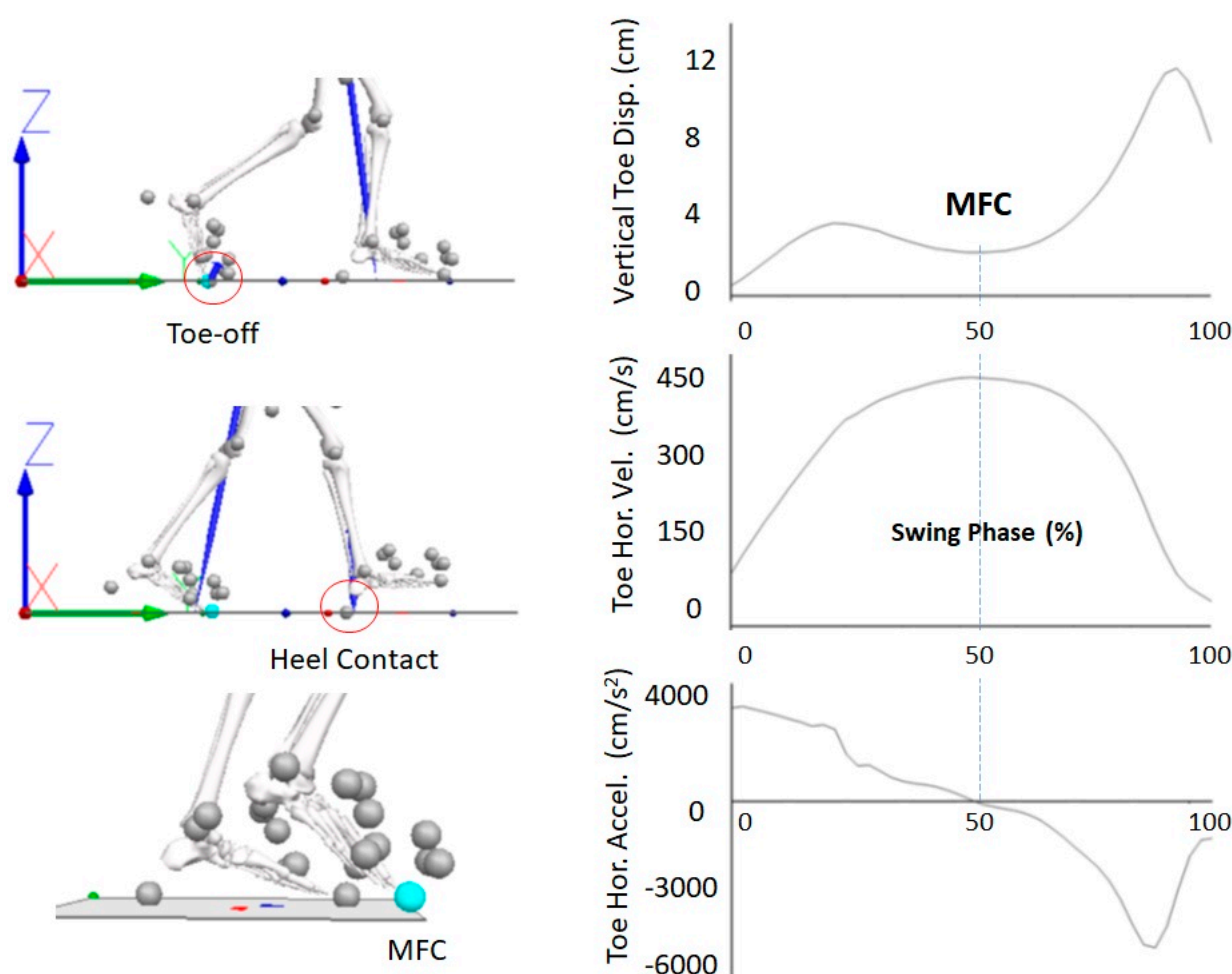 Z
X
Y
Toe-off
Z
X
Y
Heel Contact
MFC
Vertical Toe Disp. (cm)
12
8
4
0
MFC
0
50
100
Toe Hor. Vel. (cm/s)
450
300
150
0
Swing Phase (%)
0
50
100
Toe Hor. Accel. (cm/s²)
4000
0
-3000
-6000
0
50
100